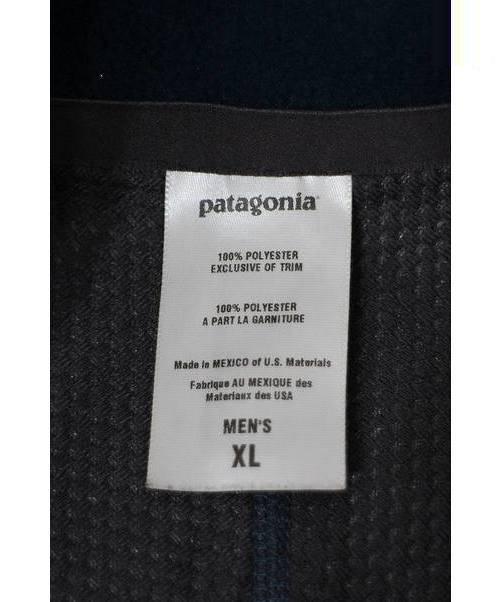 patagonia
100% POLYESTER
EXCLUSIVE OF TRIM
100% POLYESTER
A PART LA GARNITURE
Made in MEXICO of U.S. Materials
Fabrique AU MEXIQUE des
Materiaux des USA
MEN'S
XL